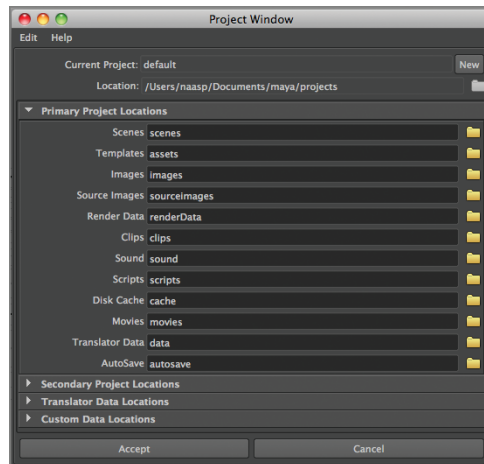 Project Window
Edit Help
Current Project: default New
Location: /Users/naasp/Documents/maya/projects
Primary Project Locations
Scenes scenes
Templates assets
Images images
Source Images sourceimages
Render Data renderData
Clips clips
Sound sound
Scripts scripts
Disk Cache cache
Movies movies
Translator Data data
AutoSave autosave
Secondary Project Locations
Translator Data Locations
Custom Data Locations
Accept Cancel